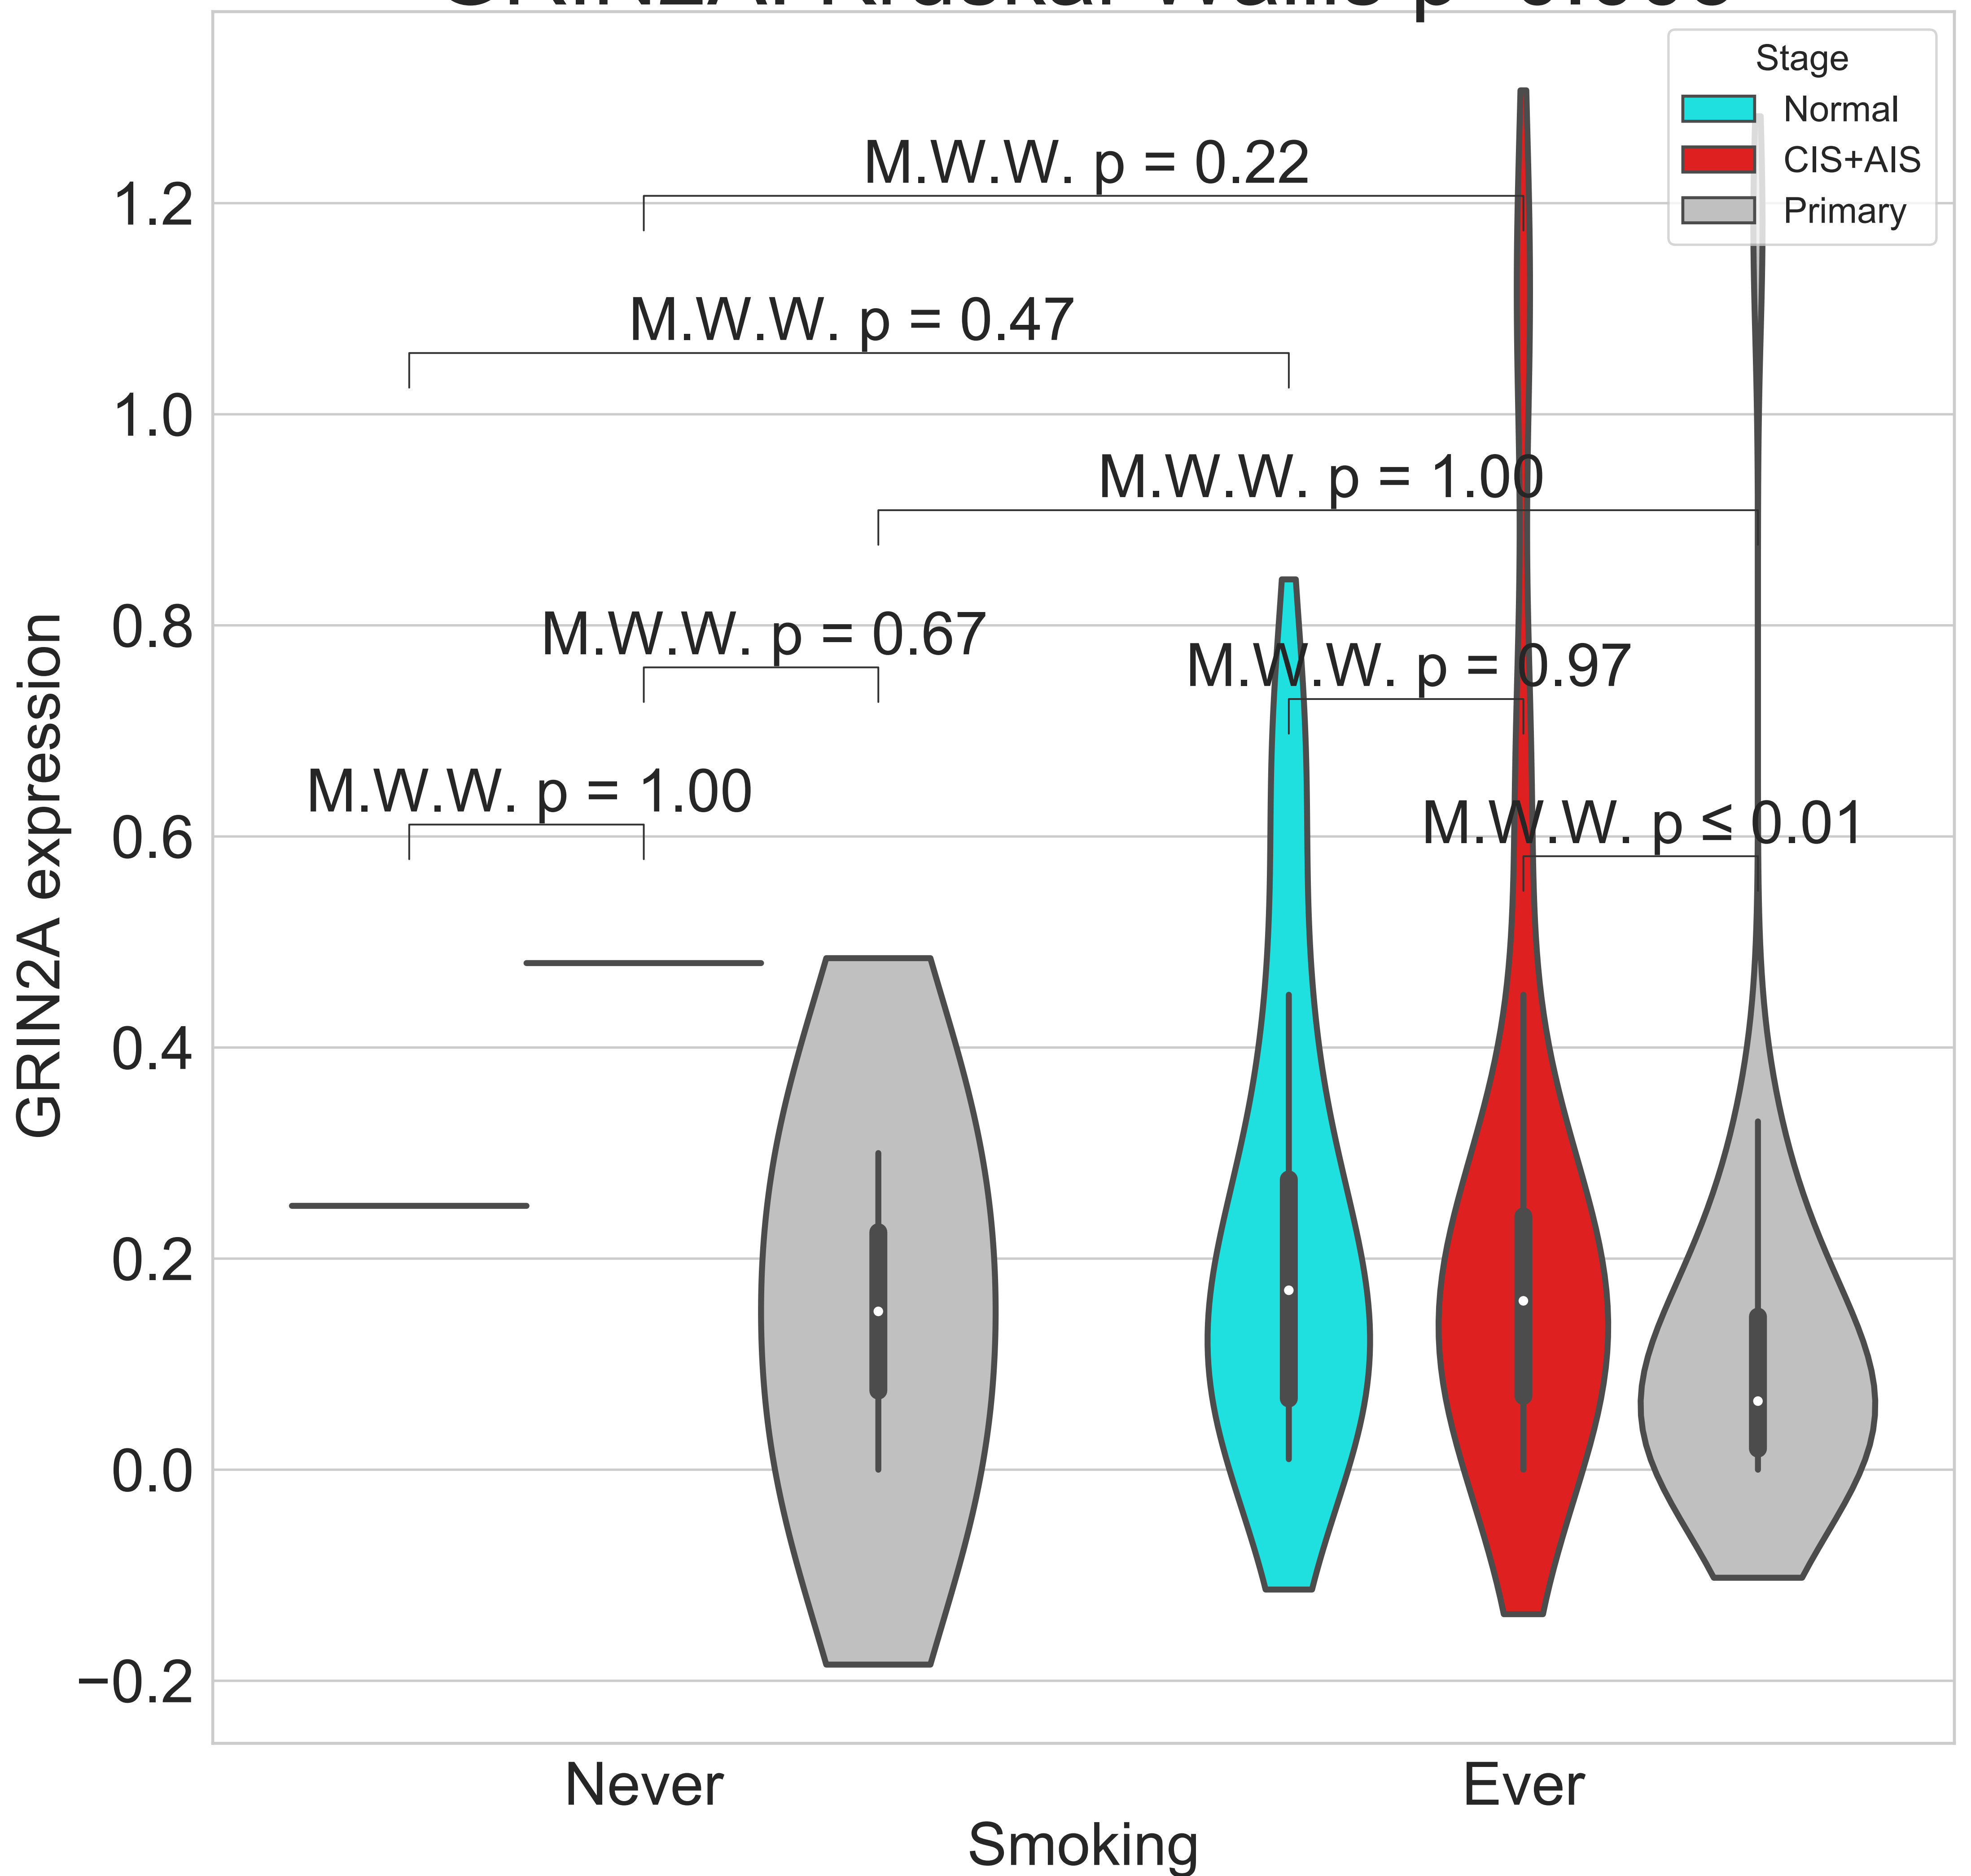 Stage
Normal
CIS+AIS
Primary
M.W.W. p = 0.22
M.W.W. p = 0.47
M.W.W. p = 1.00
M.W.W. p = 0.67
M.W.W. p = 0.97
M.W.W. p = 1.00
M.W.W. p ≤ 0.01
1.2
1.0
0.8
0.6
0.4
0.2
0.0
−0.2
GRIN2A expression
Never
Ever
Smoking